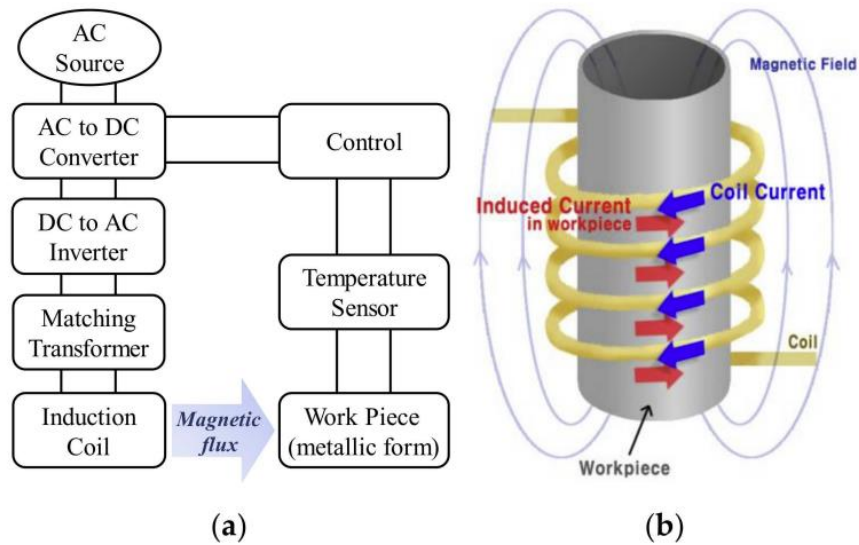 AC
Source
AC to DC
Converter
Control
DC to AC
Inverter
Temperature
Sensor
Matching
Transformer
Induction
Coil
Magnetic
flux
Work Piece
(metallic form)
(a)
Magnetic Field
Coil Current
Induced Current
in workpiece
Coil
Workpiece
(b)